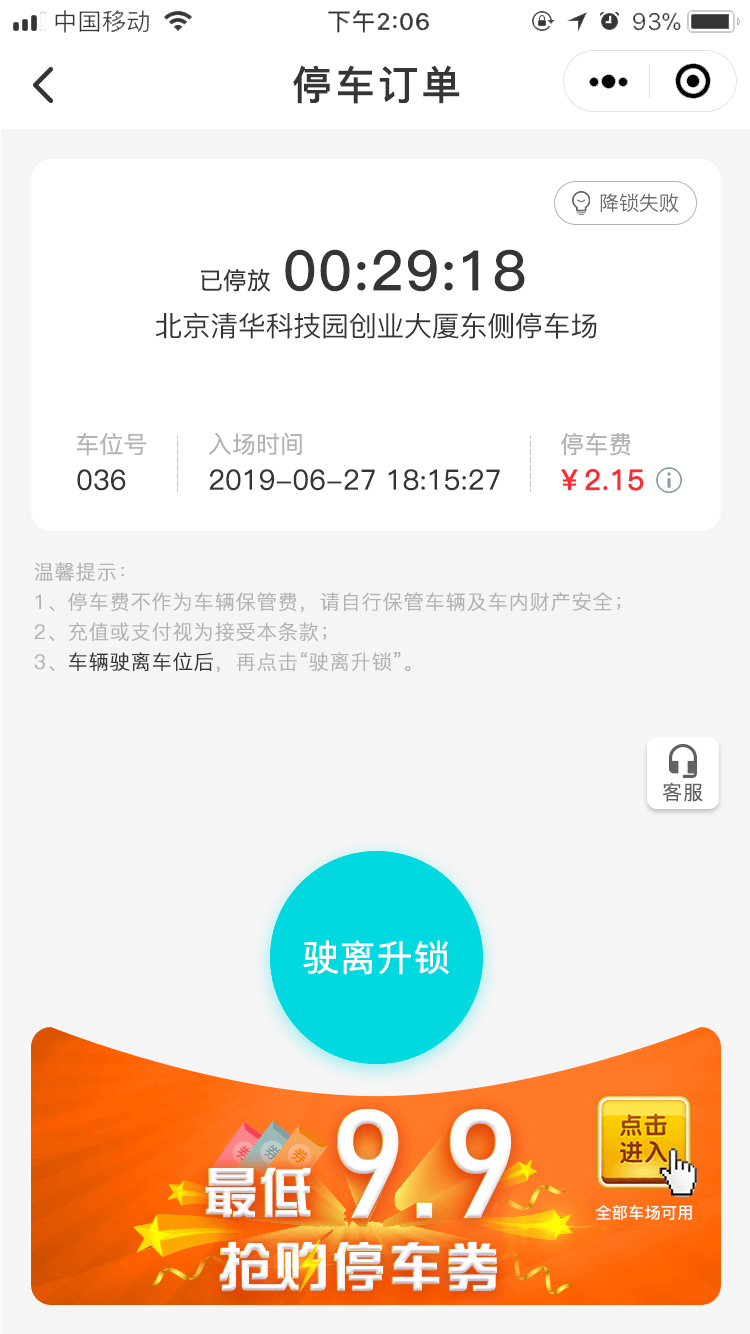 中国移动 下午2:06 93%
停车订单
降锁失败
已停放 00:29:18
北京清华科技园创业大厦东侧停车场
车位号 入场时间 停车费
036 2019-06-27 18:15:27 ¥2.15
温馨提示：
1、停车费不作为车辆保管费，请自行保管车辆及车内财产安全；
2、充值或支付视为接受本条款；
3、车辆驶离车位后，再点击“驶离升锁”。
客服
驶离升锁
点击
进入
券 券 券
最低 9.9
全部车场可用
抢购停车券